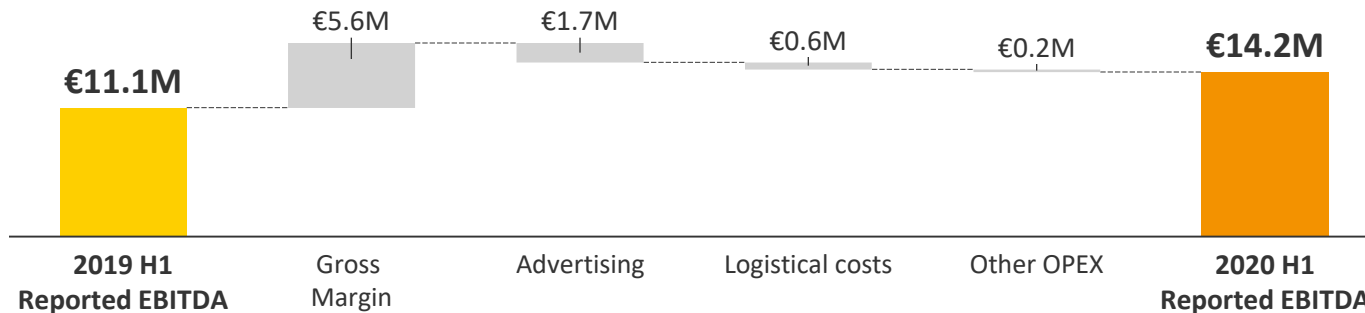 €5.6M
€1.7M
€0.6M
€0.2M
€14.2M
€11.1M
2019 H1
Reported EBITDA
Gross
Margin
Advertising
Logistical costs
Other OPEX
2020 H1
Reported EBITDA